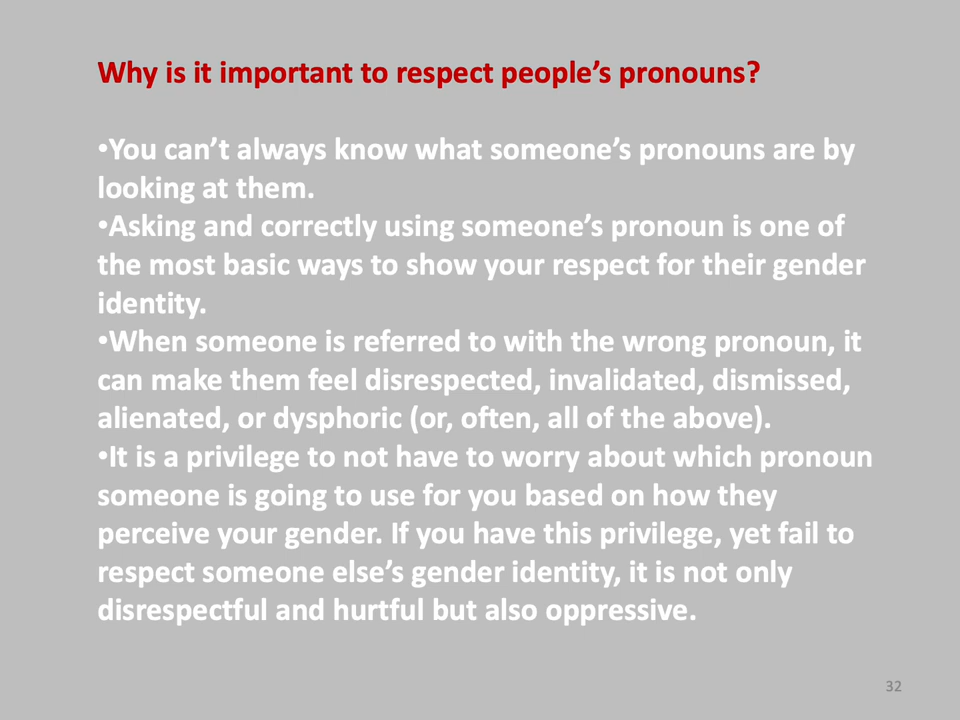 Why is it important to respect people’s pronouns?
•You can’t always know what someone’s pronouns are by
looking at them.
•Asking and correctly using someone’s pronoun is one of
the most basic ways to show your respect for their gender
identity.
•When someone is referred to with the wrong pronoun, it
can make them feel disrespected, invalidated, dismissed,
alienated, or dysphoric (or, often, all of the above).
•It is a privilege to not have to worry about which pronoun
someone is going to use for you based on how they
perceive your gender. If you have this privilege, yet fail to
respect someone else’s gender identity, it is not only
disrespectful and hurtful but also oppressive.
32